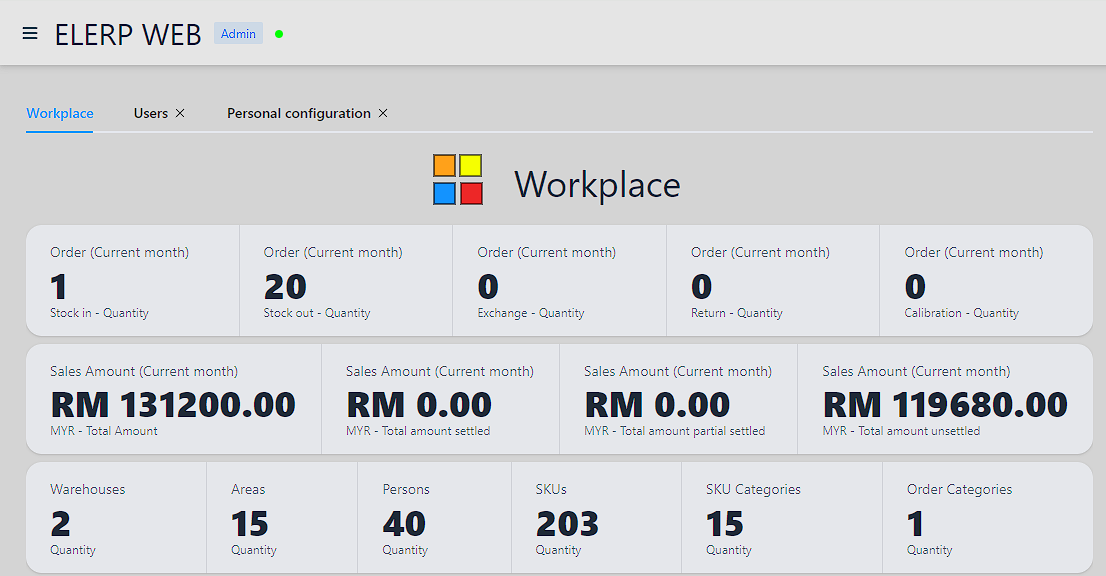 ELERP WEB Admin
Workplace Users Personal configuration
Workplace
Order (Current month) Order (Current month) Order (Current month) Order (Current month) Order (Current month)
1 20 0 0 0
Stock in - Quantity Stock out - Quantity Exchange - Quantity Return - Quantity Calibration - Quantity
Sales Amount (Current month) Sales Amount (Current month) Sales Amount (Current month) Sales Amount (Current month)
RM 131200.00 RM 0.00 RM 0.00 RM 119680.00
MYR - Total Amount MYR - Total amount settled MYR - Total amount partial settled MYR - Total amount unsettled
Warehouses Areas Persons SKUs SKU Categories Order Categories
2 15 40 203 15 1
Quantity Quantity Quantity Quantity Quantity Quantity